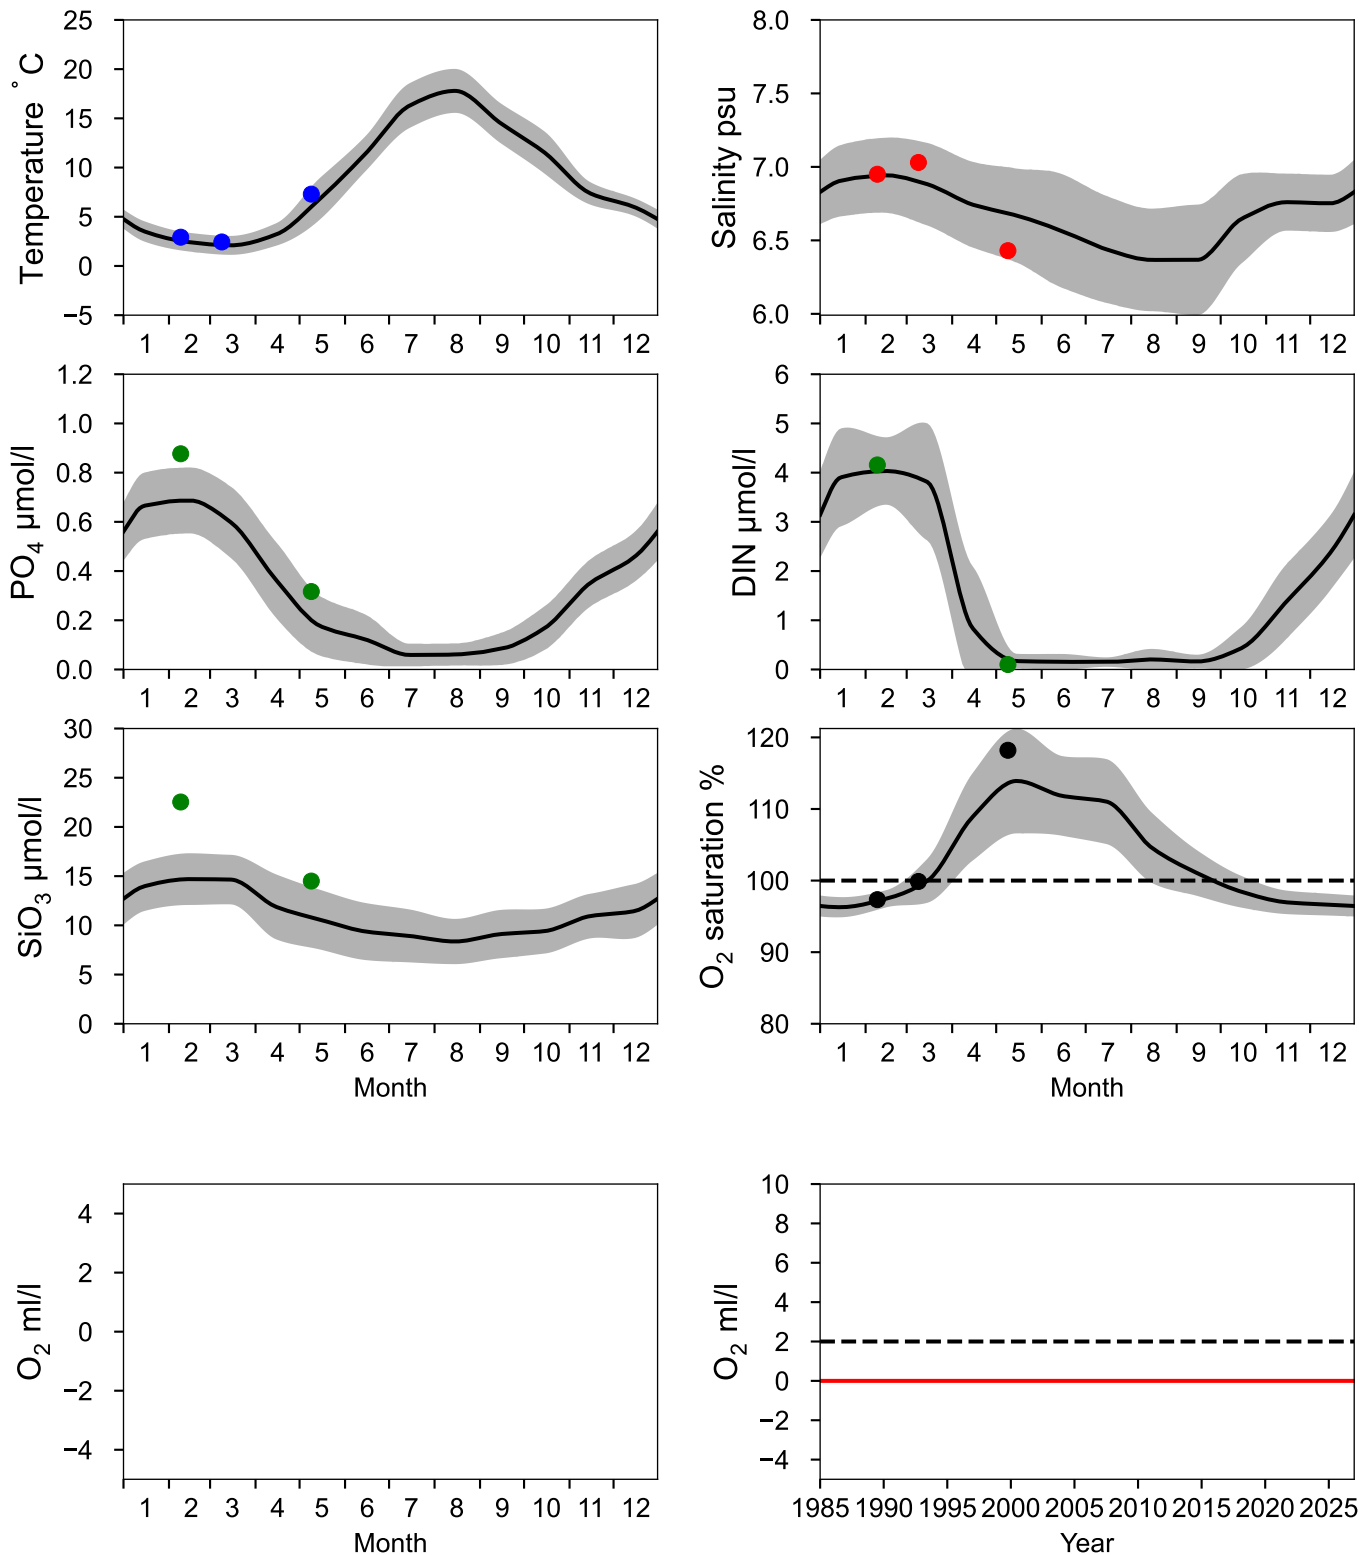 25
20
15
10
5
0
−5
Temperature ° C
1 2 3 4 5 6 7 8 9 10 11 12
8.0
7.5
7.0
6.5
6.0
Salinity psu
1 2 3 4 5 6 7 8 9 10 11 12
1.2
1.0
0.8
0.6
0.4
0.2
0.0
PO4 µmol/l
1 2 3 4 5 6 7 8 9 10 11 12
6
5
4
3
2
1
0
DIN µmol/l
1 2 3 4 5 6 7 8 9 10 11 12
30
25
20
15
10
5
0
SiO3 µmol/l
1 2 3 4 5 6 7 8 9 10 11 12
Month
120
110
100
90
80
O2 saturation %
1 2 3 4 5 6 7 8 9 10 11 12
Month
4
2
0
−2
−4
O2 ml/l
1 2 3 4 5 6 7 8 9 10 11 12
Month
10
8
6
4
2
0
−2
−4
O2 ml/l
1985 1990 1995 2000 2005 2010 2015 2020 2025
Year